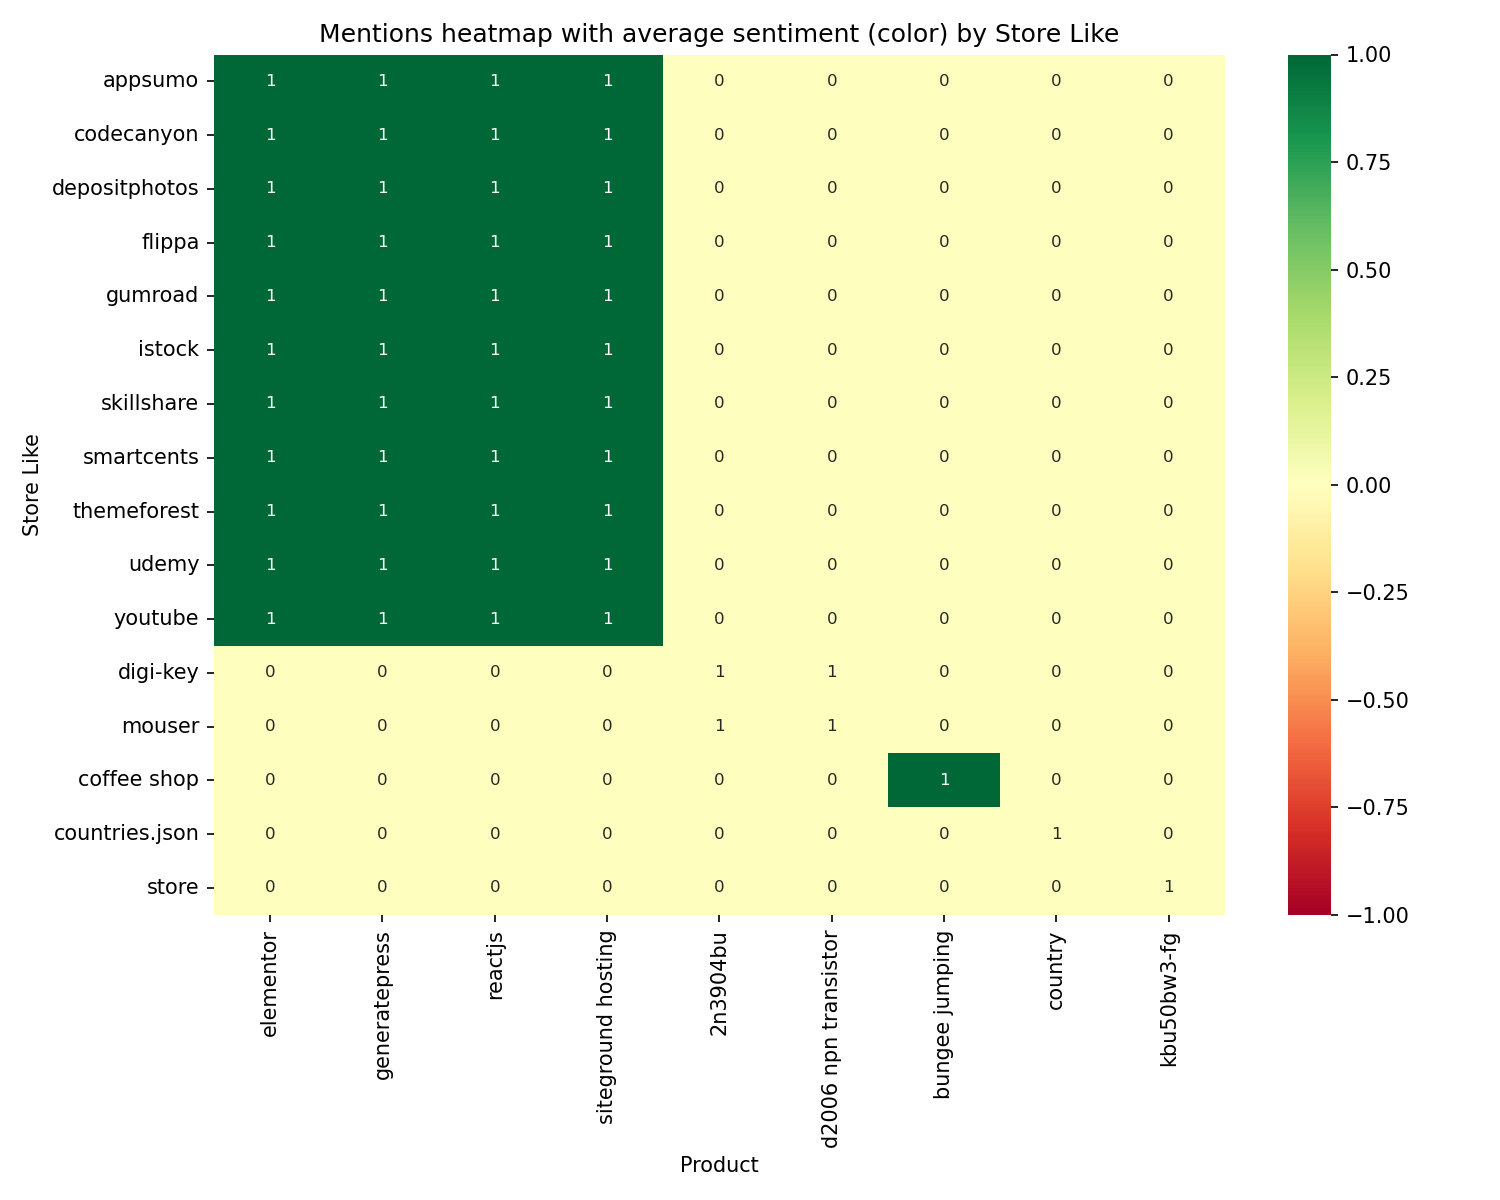 Mentions heatmap with average sentiment (color) by Store Like
appsumo 1 1 1 1 0 0 0 0 0
codecanyon 1 1 1 1 0 0 0 0 0
depositphotos 1 1 1 1 0 0 0 0 0
flippa 1 1 1 1 0 0 0 0 0
gumroad 1 1 1 1 0 0 0 0 0
istock 1 1 1 1 0 0 0 0 0
skillshare 1 1 1 1 0 0 0 0 0
smartcents 1 1 1 1 0 0 0 0 0
themeforest 1 1 1 1 0 0 0 0 0
udemy 1 1 1 1 0 0 0 0 0
youtube 1 1 1 1 0 0 0 0 0
digi-key 0 0 0 0 1 1 0 0 0
mouser 0 0 0 0 1 1 0 0 0
coffee shop 0 0 0 0 0 0 1 0 0
countries.json 0 0 0 0 0 0 0 1 0
store 0 0 0 0 0 0 0 0 1
Store Like
elementor
generatepress
reactjs
siteground hosting
2n3904bu
d2006 npn transistor
bungee jumping
country
kbu50bw3-fg
Product
1.00
0.75
0.50
0.25
0.00
−0.25
−0.50
−0.75
−1.00